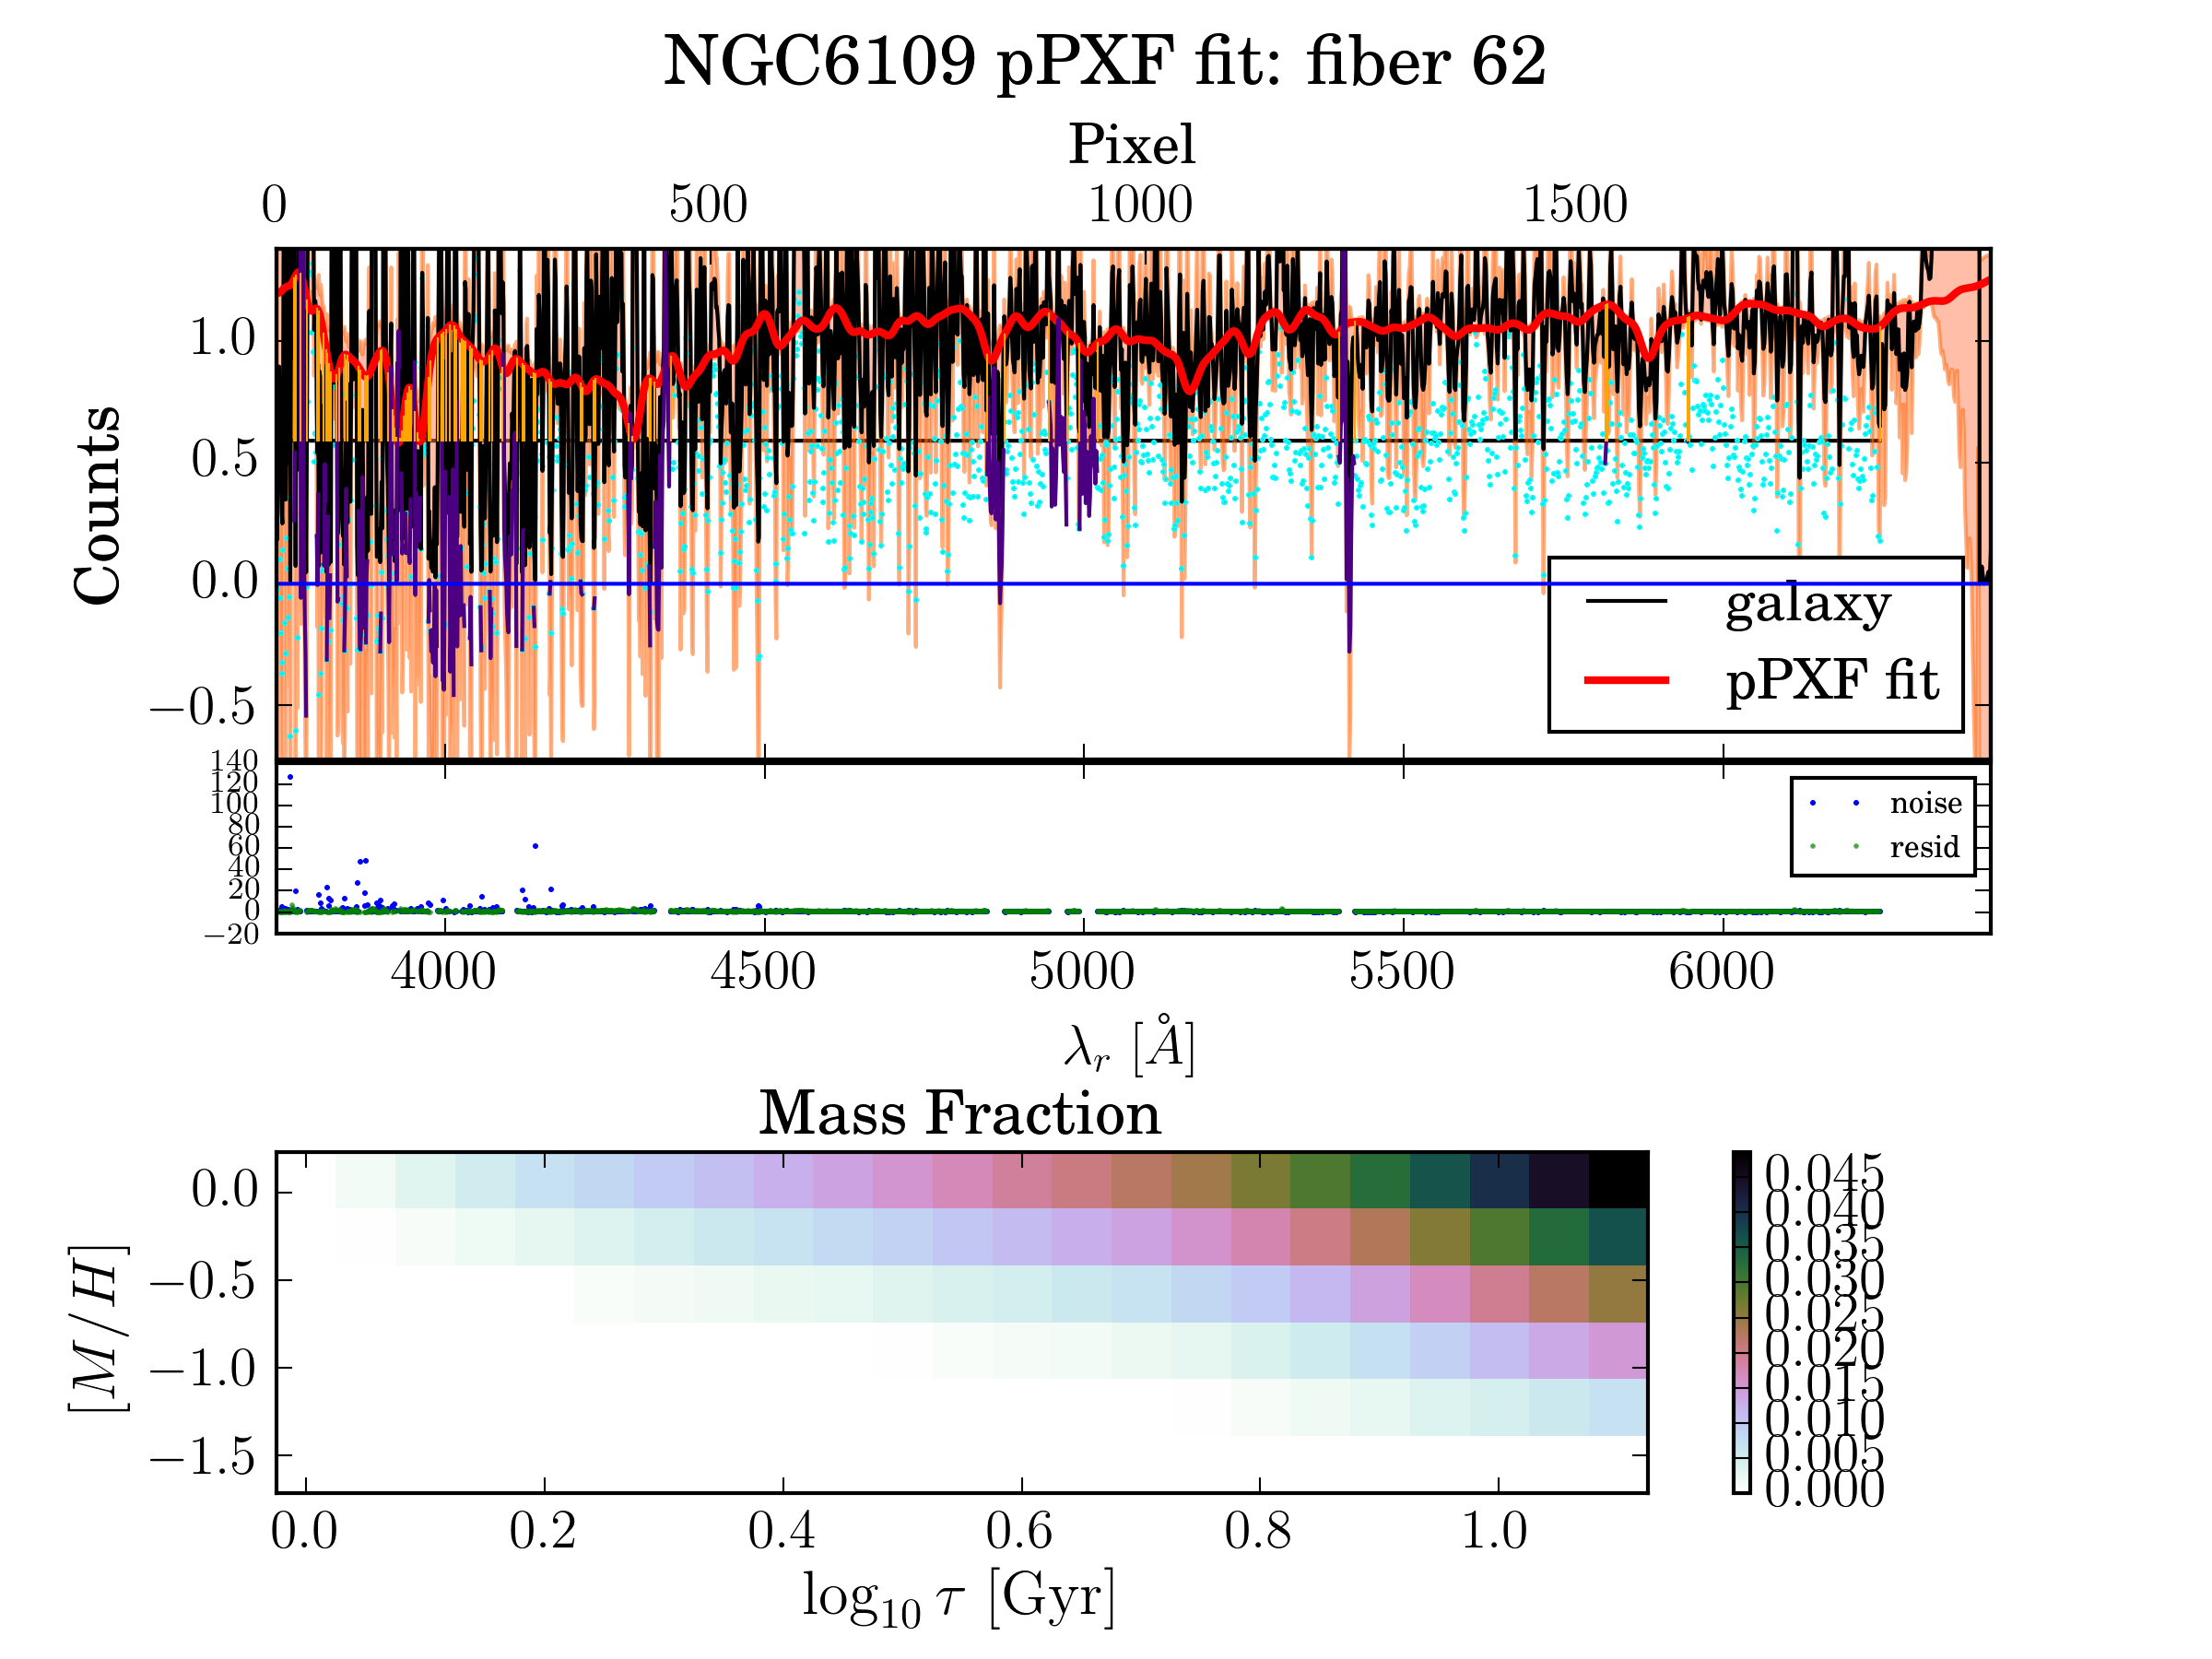 NGC6109 pPXF fit: fiber 62
Pixel
0 500 1000 1500
Counts
1.0
0.5
0.0
−0.5
galaxy
pPXF fit
140
120
100
80
60
40
20
0
−20
noise
resid
4000 4500 5000 5500 6000
λr [Å]
Mass Fraction
[M/H]
0.0
−0.5
−1.0
−1.5
0.045
0.040
0.035
0.030
0.025
0.020
0.015
0.010
0.005
0.000
0.0 0.2 0.4 0.6 0.8 1.0
log10 τ [Gyr]